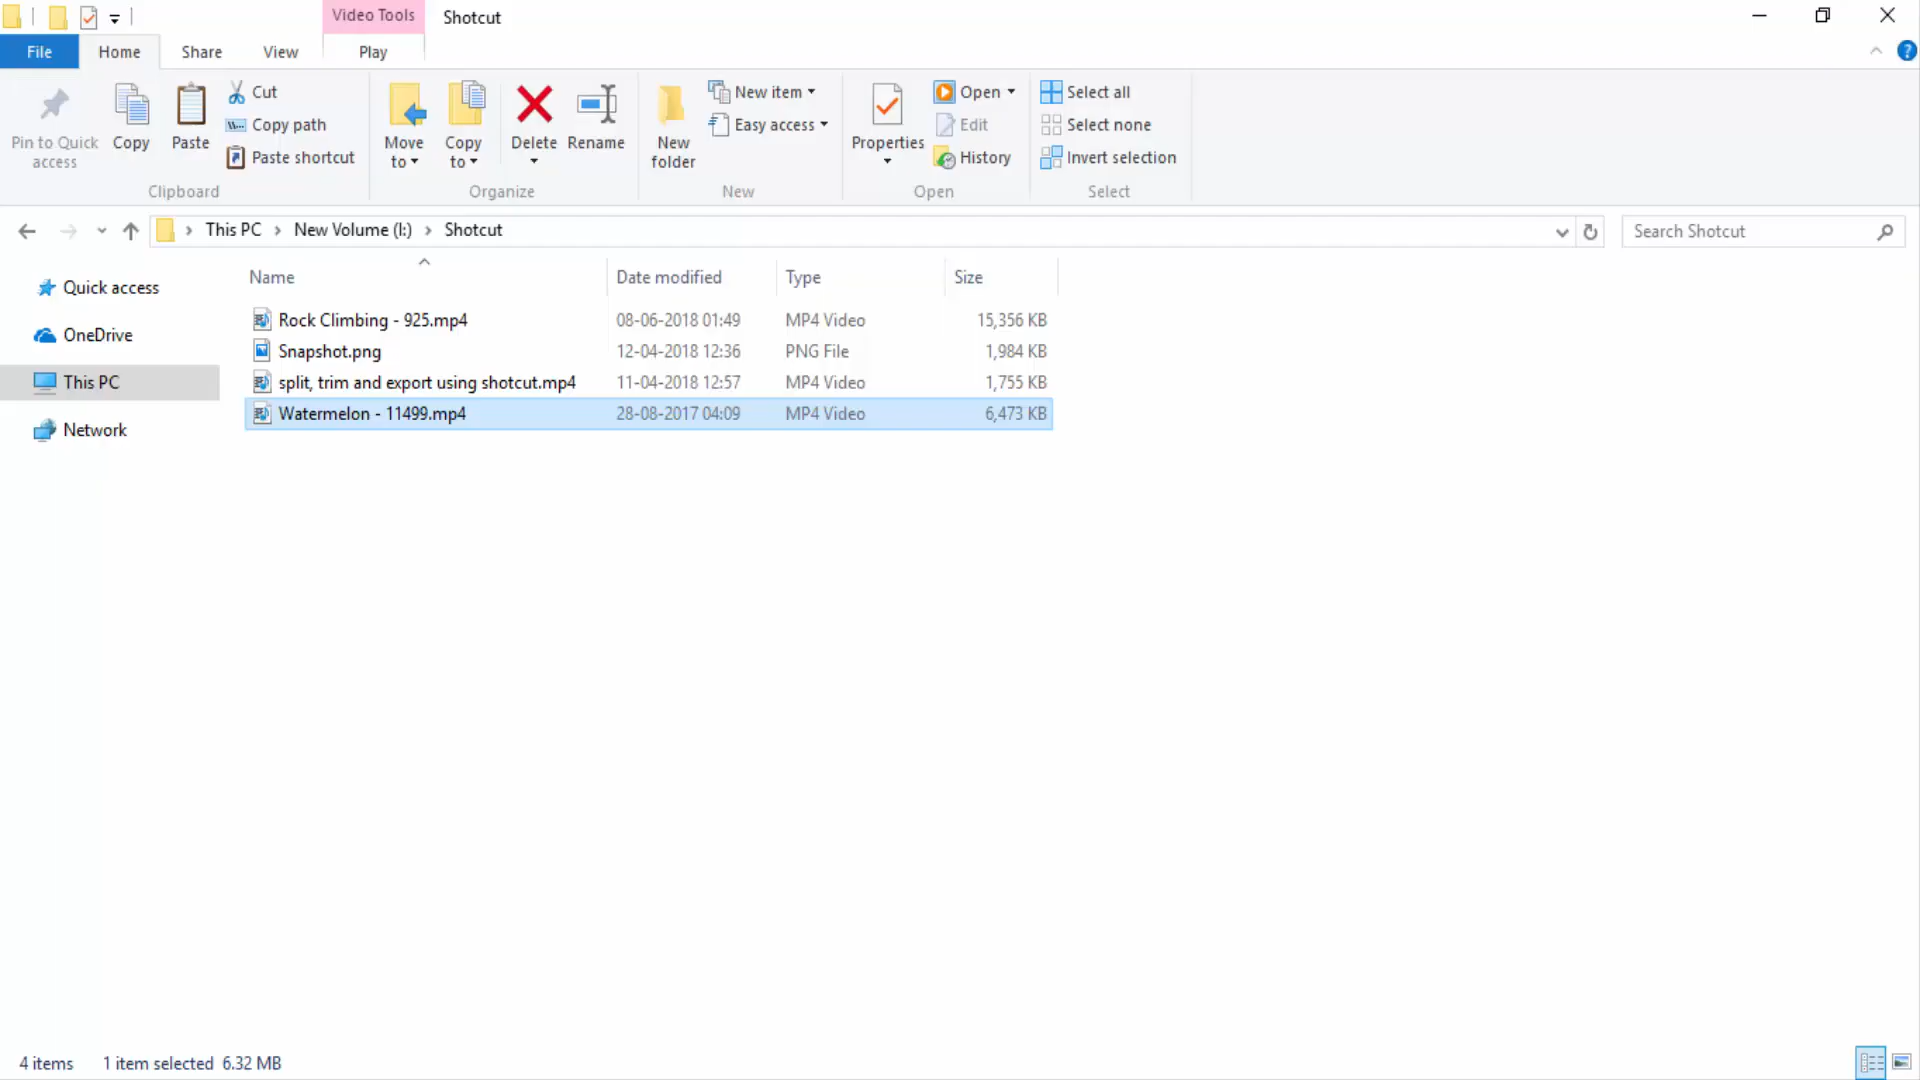 Video Tools Shotcut
File Home Share View Play
Pin to Quick access
Copy
Paste
Cut
Copy path
Paste shortcut
Clipboard
Move to
Copy to
Delete
Rename
Organize
New folder
New item
Easy access
New
Properties
Open
Edit
History
Open
Select all
Select none
Invert selection
Select
This PC > New Volume (I:) > Shotcut
Search Shotcut
Quick access
OneDrive
This PC
Network
Name Date modified Type Size
Rock Climbing - 925.mp4 08-06-2018 01:49 MP4 Video 15,356 KB
Snapshot.png 12-04-2018 12:36 PNG File 1,984 KB
split, trim and export using shotcut.mp4 11-04-2018 12:57 MP4 Video 1,755 KB
Watermelon - 11499.mp4 28-08-2017 04:09 MP4 Video 6,473 KB
4 items 1 item selected 6.32 MB